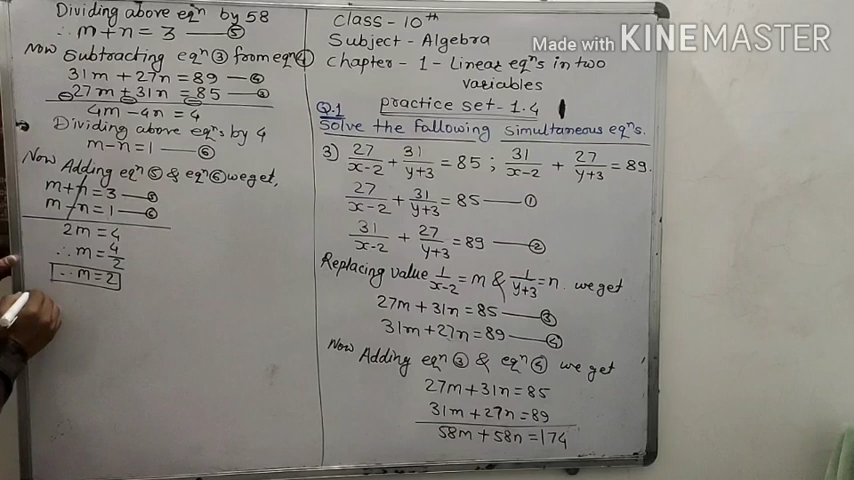 Class - 10th
Subject - Algebra
Chapter - 1 - Linear eqns in two
variables
practice set - 1.4
Q.1
Solve the following simultaneous eqns.
3) 27/x-2 + 31/y+3 = 85 ; 31/x-2 + 27/y+3 = 89.
27/x-2 + 31/y+3 = 85 — ①
31/x-2 + 27/y+3 = 89 — ②
Replacing value 1/x-2 = m & 1/y+3 = n. we get
27m + 31n = 85 — ③
31m + 27n = 89 — ④
Now Adding eqn ③ & eqn ④ we get
27m + 31n = 85
31m + 27n = 89
58m + 58n = 174
Dividing above eqn by 58
∴ m + n = 3 — ⑤
Now Subtracting eqn ③ from eqn ④
31m + 27n = 89 — ④
27m + 31n = 85 — ③
4m - 4n = 4
Dividing above eqns by 4
m - n = 1 — ⑥
Now Adding eqn ⑤ & eqn ⑥ we get,
m + n = 3 — ⑤
m - n = 1 — ⑥
2m = 4
∴ m = 4/2
∴ m = 2
Made with KINEMASTER